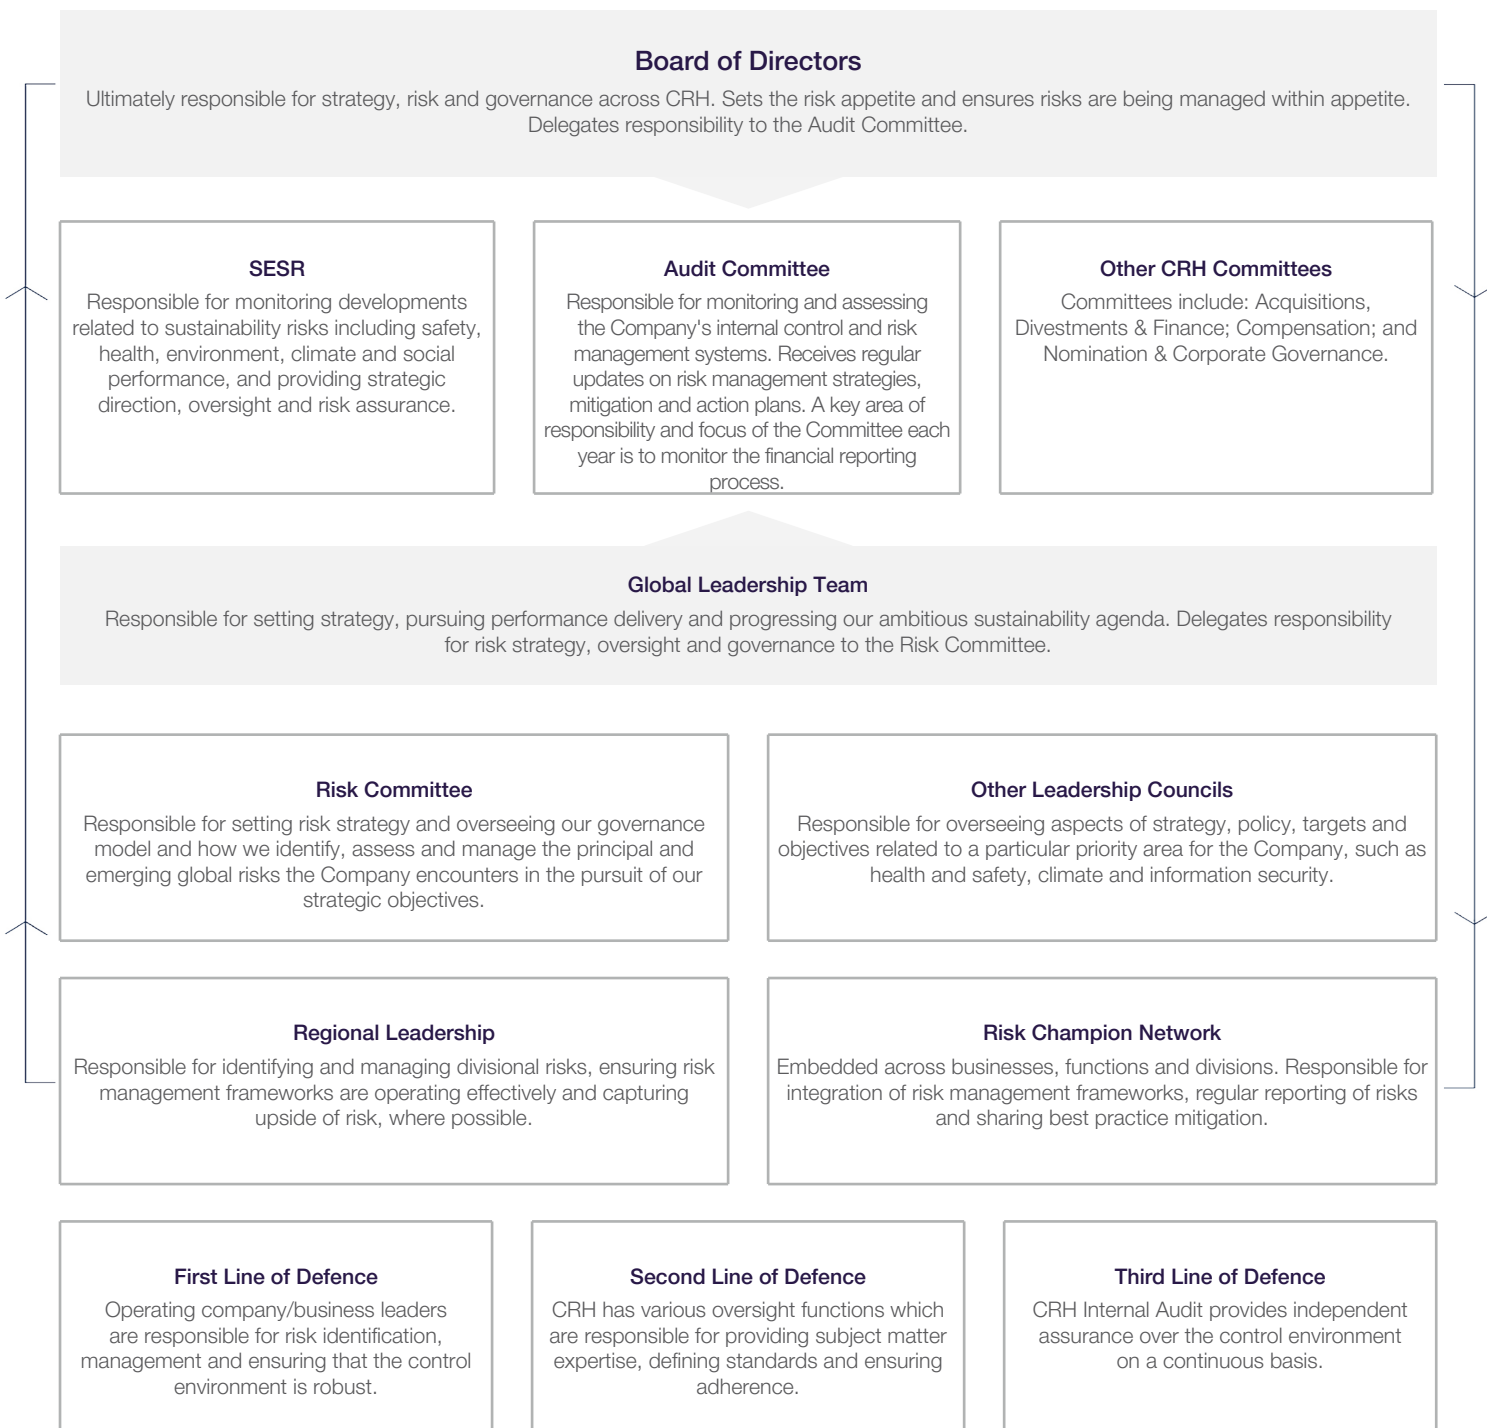 Board of Directors
Ultimately responsible for strategy, risk and governance across CRH. Sets the risk appetite and ensures risks are being managed within appetite.
Delegates responsibility to the Audit Committee.
SESR
Responsible for monitoring developments
related to sustainability risks including safety,
health, environment, climate and social
performance, and providing strategic
direction, oversight and risk assurance.
Audit Committee
Responsible for monitoring and assessing
the Company's internal control and risk
management systems. Receives regular
updates on risk management strategies,
mitigation and action plans. A key area of
responsibility and focus of the Committee each
year is to monitor the financial reporting
process.
Other CRH Committees
Committees include: Acquisitions,
Divestments & Finance; Compensation; and
Nomination & Corporate Governance.
Global Leadership Team
Responsible for setting strategy, pursuing performance delivery and progressing our ambitious sustainability agenda. Delegates responsibility
for risk strategy, oversight and governance to the Risk Committee.
Risk Committee
Responsible for setting risk strategy and overseeing our governance
model and how we identify, assess and manage the principal and
emerging global risks the Company encounters in the pursuit of our
strategic objectives.
Other Leadership Councils
Responsible for overseeing aspects of strategy, policy, targets and
objectives related to a particular priority area for the Company, such as
health and safety, climate and information security.
Regional Leadership
Responsible for identifying and managing divisional risks, ensuring risk
management frameworks are operating effectively and capturing
upside of risk, where possible.
Risk Champion Network
Embedded across businesses, functions and divisions. Responsible for
integration of risk management frameworks, regular reporting of risks
and sharing best practice mitigation.
First Line of Defence
Operating company/business leaders
are responsible for risk identification,
management and ensuring that the control
environment is robust.
Second Line of Defence
CRH has various oversight functions which
are responsible for providing subject matter
expertise, defining standards and ensuring
adherence.
Third Line of Defence
CRH Internal Audit provides independent
assurance over the control environment
on a continuous basis.